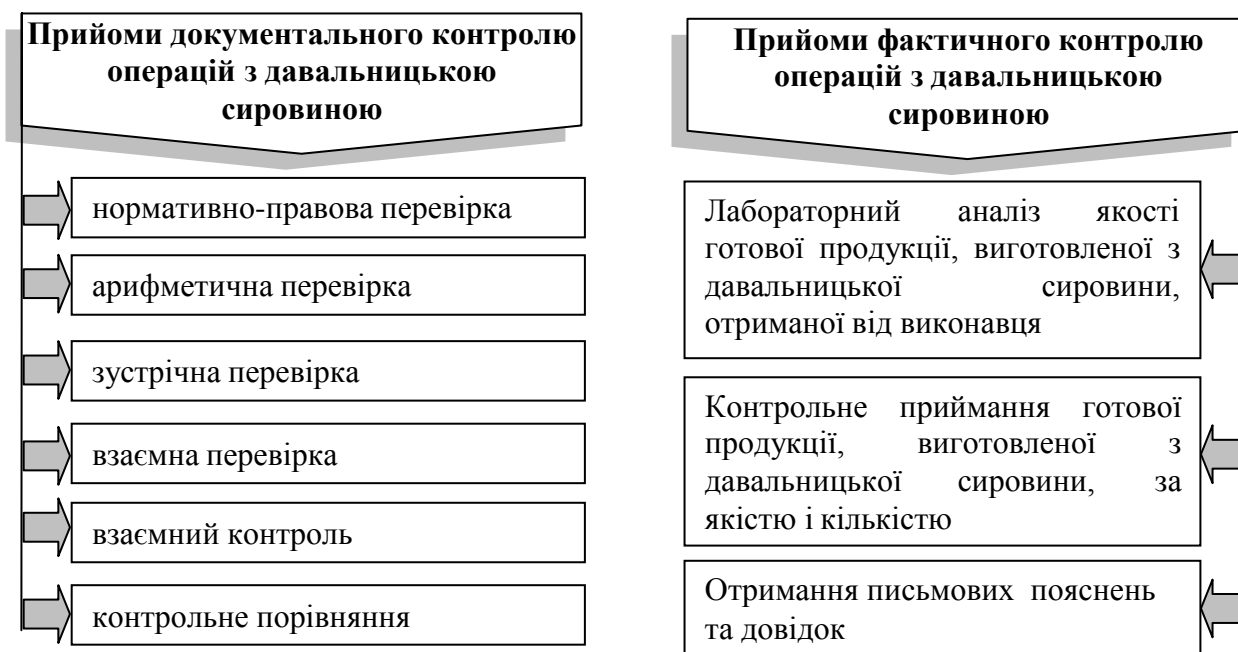 Прийоми документального контролю
операцій з давальницькою
сировиною
нормативно-правова перевірка
арифметична перевірка
зустрічна перевірка
взаємна перевірка
взаємний контроль
контрольне порівняння
Прийоми фактичного контролю
операцій з давальницькою
сировиною
Лабораторний аналіз якості
готової продукції, виготовленої з
давальницької сировини,
отриманої від виконавця
Контрольне приймання готової
продукції, виготовленої з
давальницької сировини, за
якістю і кількістю
Отримання письмових пояснень
та довідок